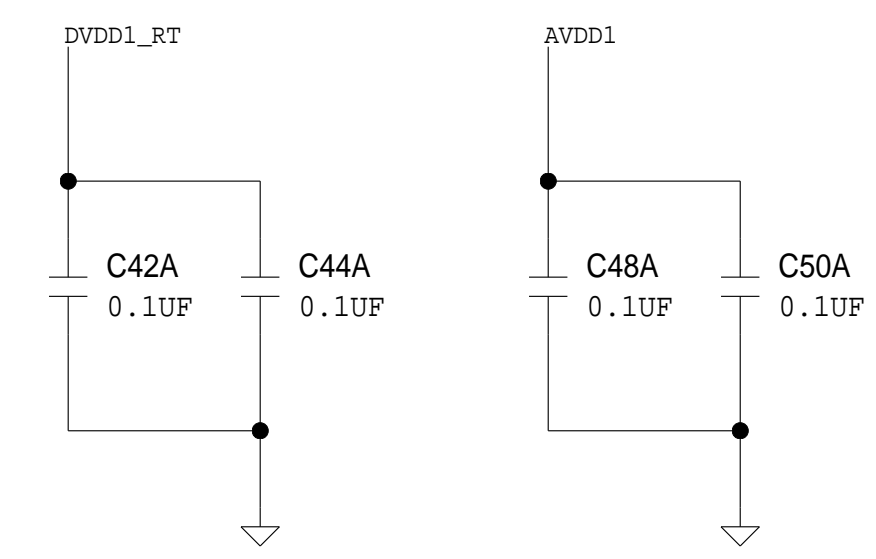 DVDD1_RT
AVDD1
C42A
0.1UF
C44A
0.1UF
C48A
0.1UF
C50A
0.1UF